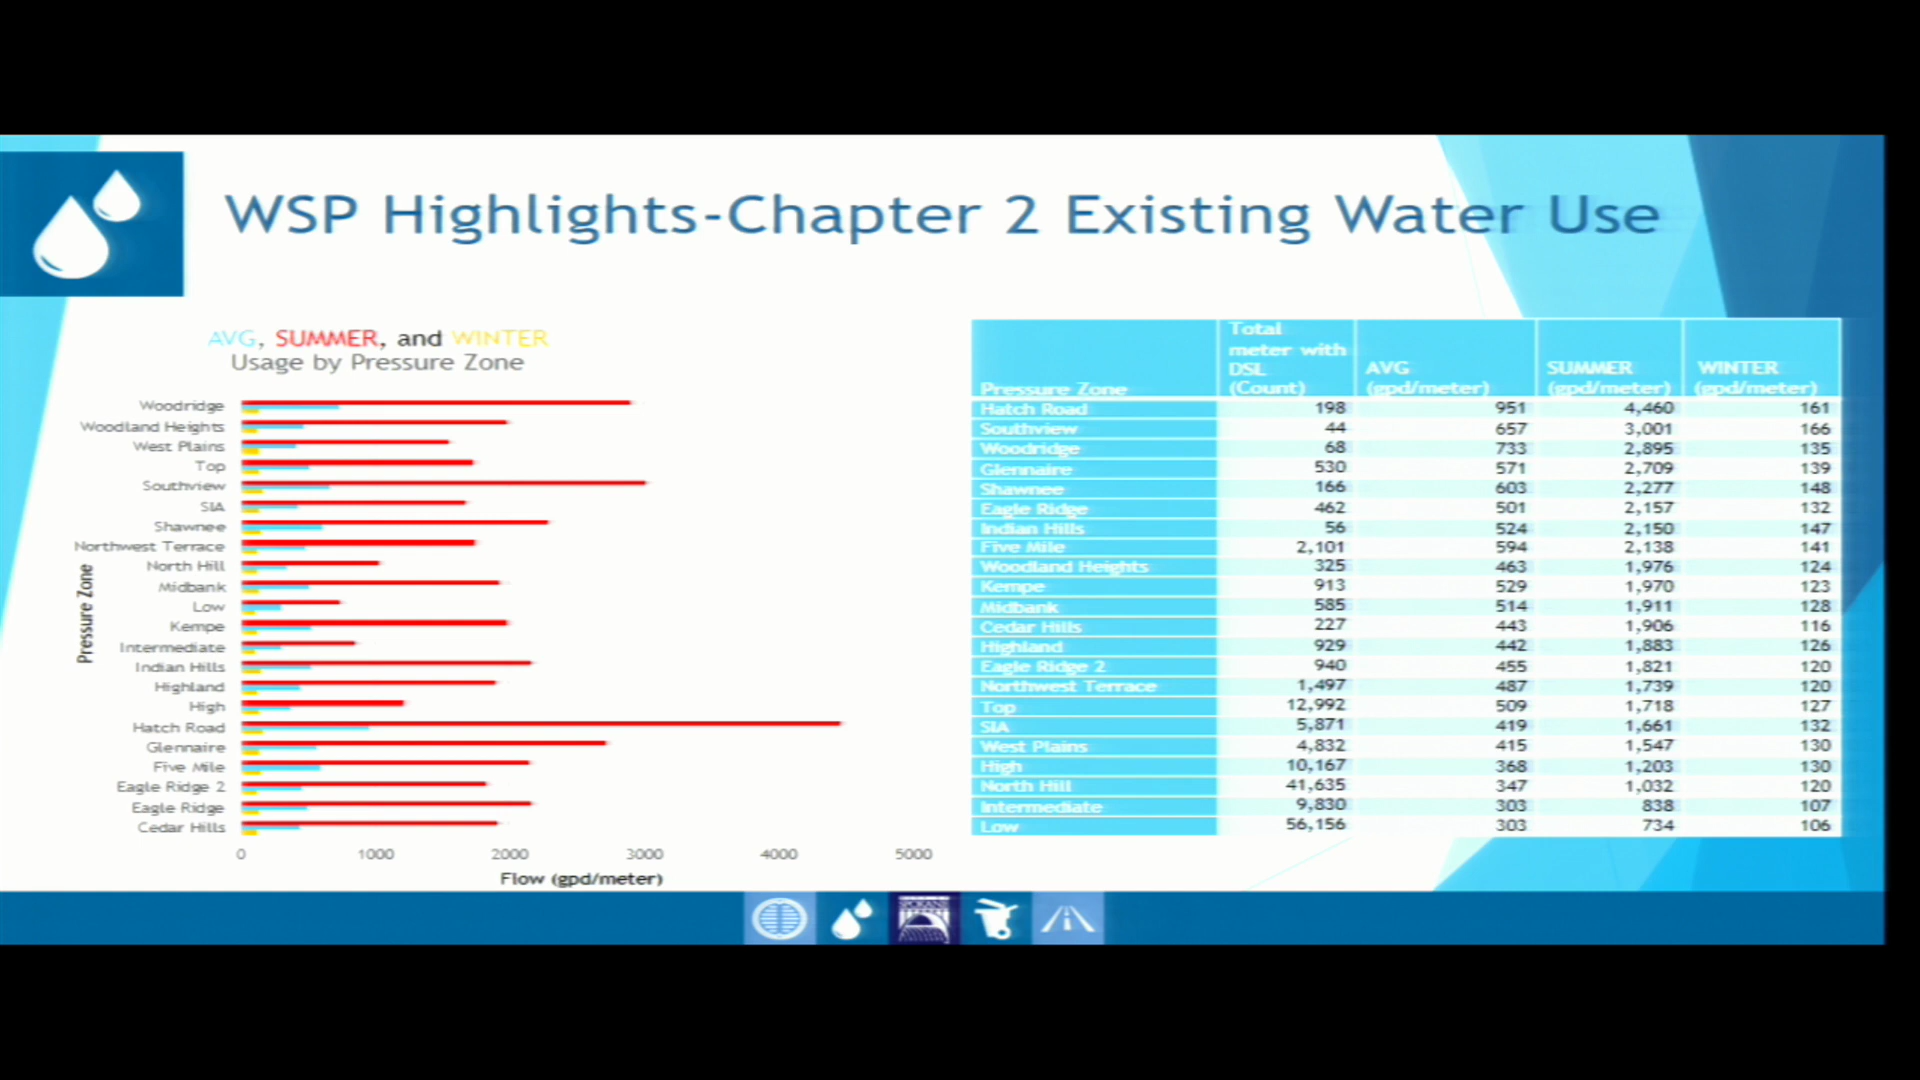 WSP Highlights-Chapter 2 Existing Water Use
AVG, SUMMER, and WINTER
Usage by Pressure Zone
Woodridge
Woodland Heights
West Plains
Top
Southview
SIA
Shawnee
Northwest Terrace
North Hill
Midbank
Low
Kempe
Intermediate
Indian Hills
Highland
High
Hatch Road
Glennaire
Five Mile
Eagle Ridge 2
Eagle Ridge
Cedar Hills
Pressure Zone
0 1000 2000 3000 4000 5000
Flow (gpd/meter)
Pressure Zone
Total
meter with
DSL
(Count)
AVG
(gpd/meter)
SUMMER
(gpd/meter)
WINTER
(gpd/meter)
Hatch Road 198 951 4,460 161
Southview 44 657 3,001 166
Woodridge 68 733 2,895 135
Glennaire 530 571 2,709 139
Shawnee 166 603 2,277 148
Eagle Ridge 462 501 2,157 132
Indian Hills 56 524 2,150 147
Five Mile 2,101 594 2,138 141
Woodland Heights 325 463 1,976 124
Kempe 913 529 1,970 123
Midbank 585 514 1,911 128
Cedar Hills 227 443 1,906 116
Highland 929 442 1,883 126
Eagle Ridge 2 940 455 1,821 120
Northwest Terrace 1,497 487 1,739 120
Top 12,992 509 1,718 127
SIA 5,871 419 1,661 132
West Plains 4,832 415 1,547 130
High 10,167 368 1,203 130
North Hill 41,635 347 1,032 120
Intermediate 9,830 303 838 107
Low 56,156 303 734 106
SPOKANE